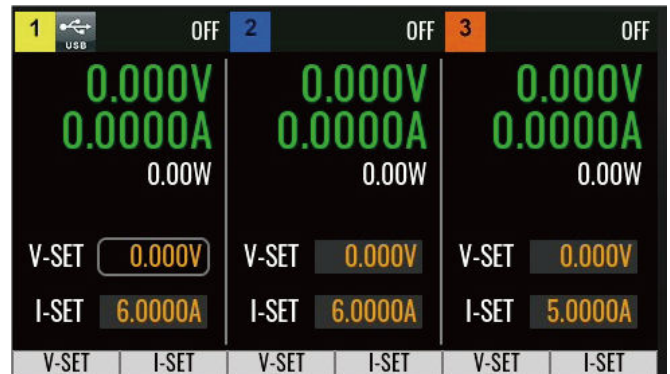 1 USB OFF 2 OFF 3 OFF
0.000V 0.000V 0.000V
0.0000A 0.0000A 0.0000A
0.00W 0.00W 0.00W
V-SET 0.000V V-SET 0.000V V-SET 0.000V
I-SET 6.0000A I-SET 6.0000A I-SET 5.0000A
V-SET I-SET V-SET I-SET V-SET I-SET